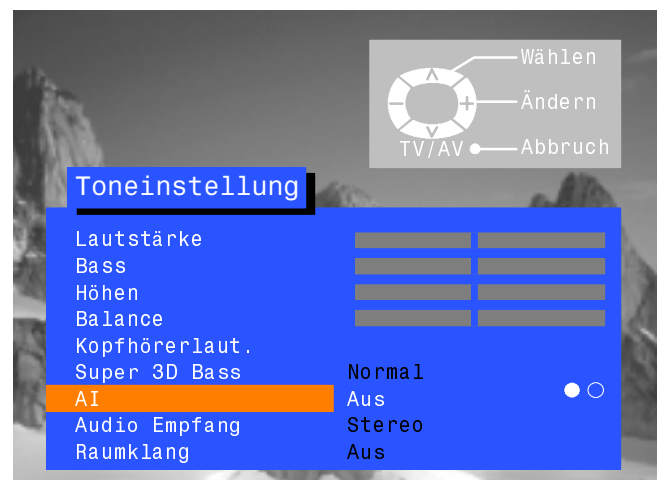 Wählen
Ändern
TV/AV Abbruch
Toneinstellung
Lautstärke
Bass
Höhen
Balance
Kopfhörerlaut.
Super 3D Bass Normal
AI Aus
Audio Empfang Stereo
Raumklang Aus